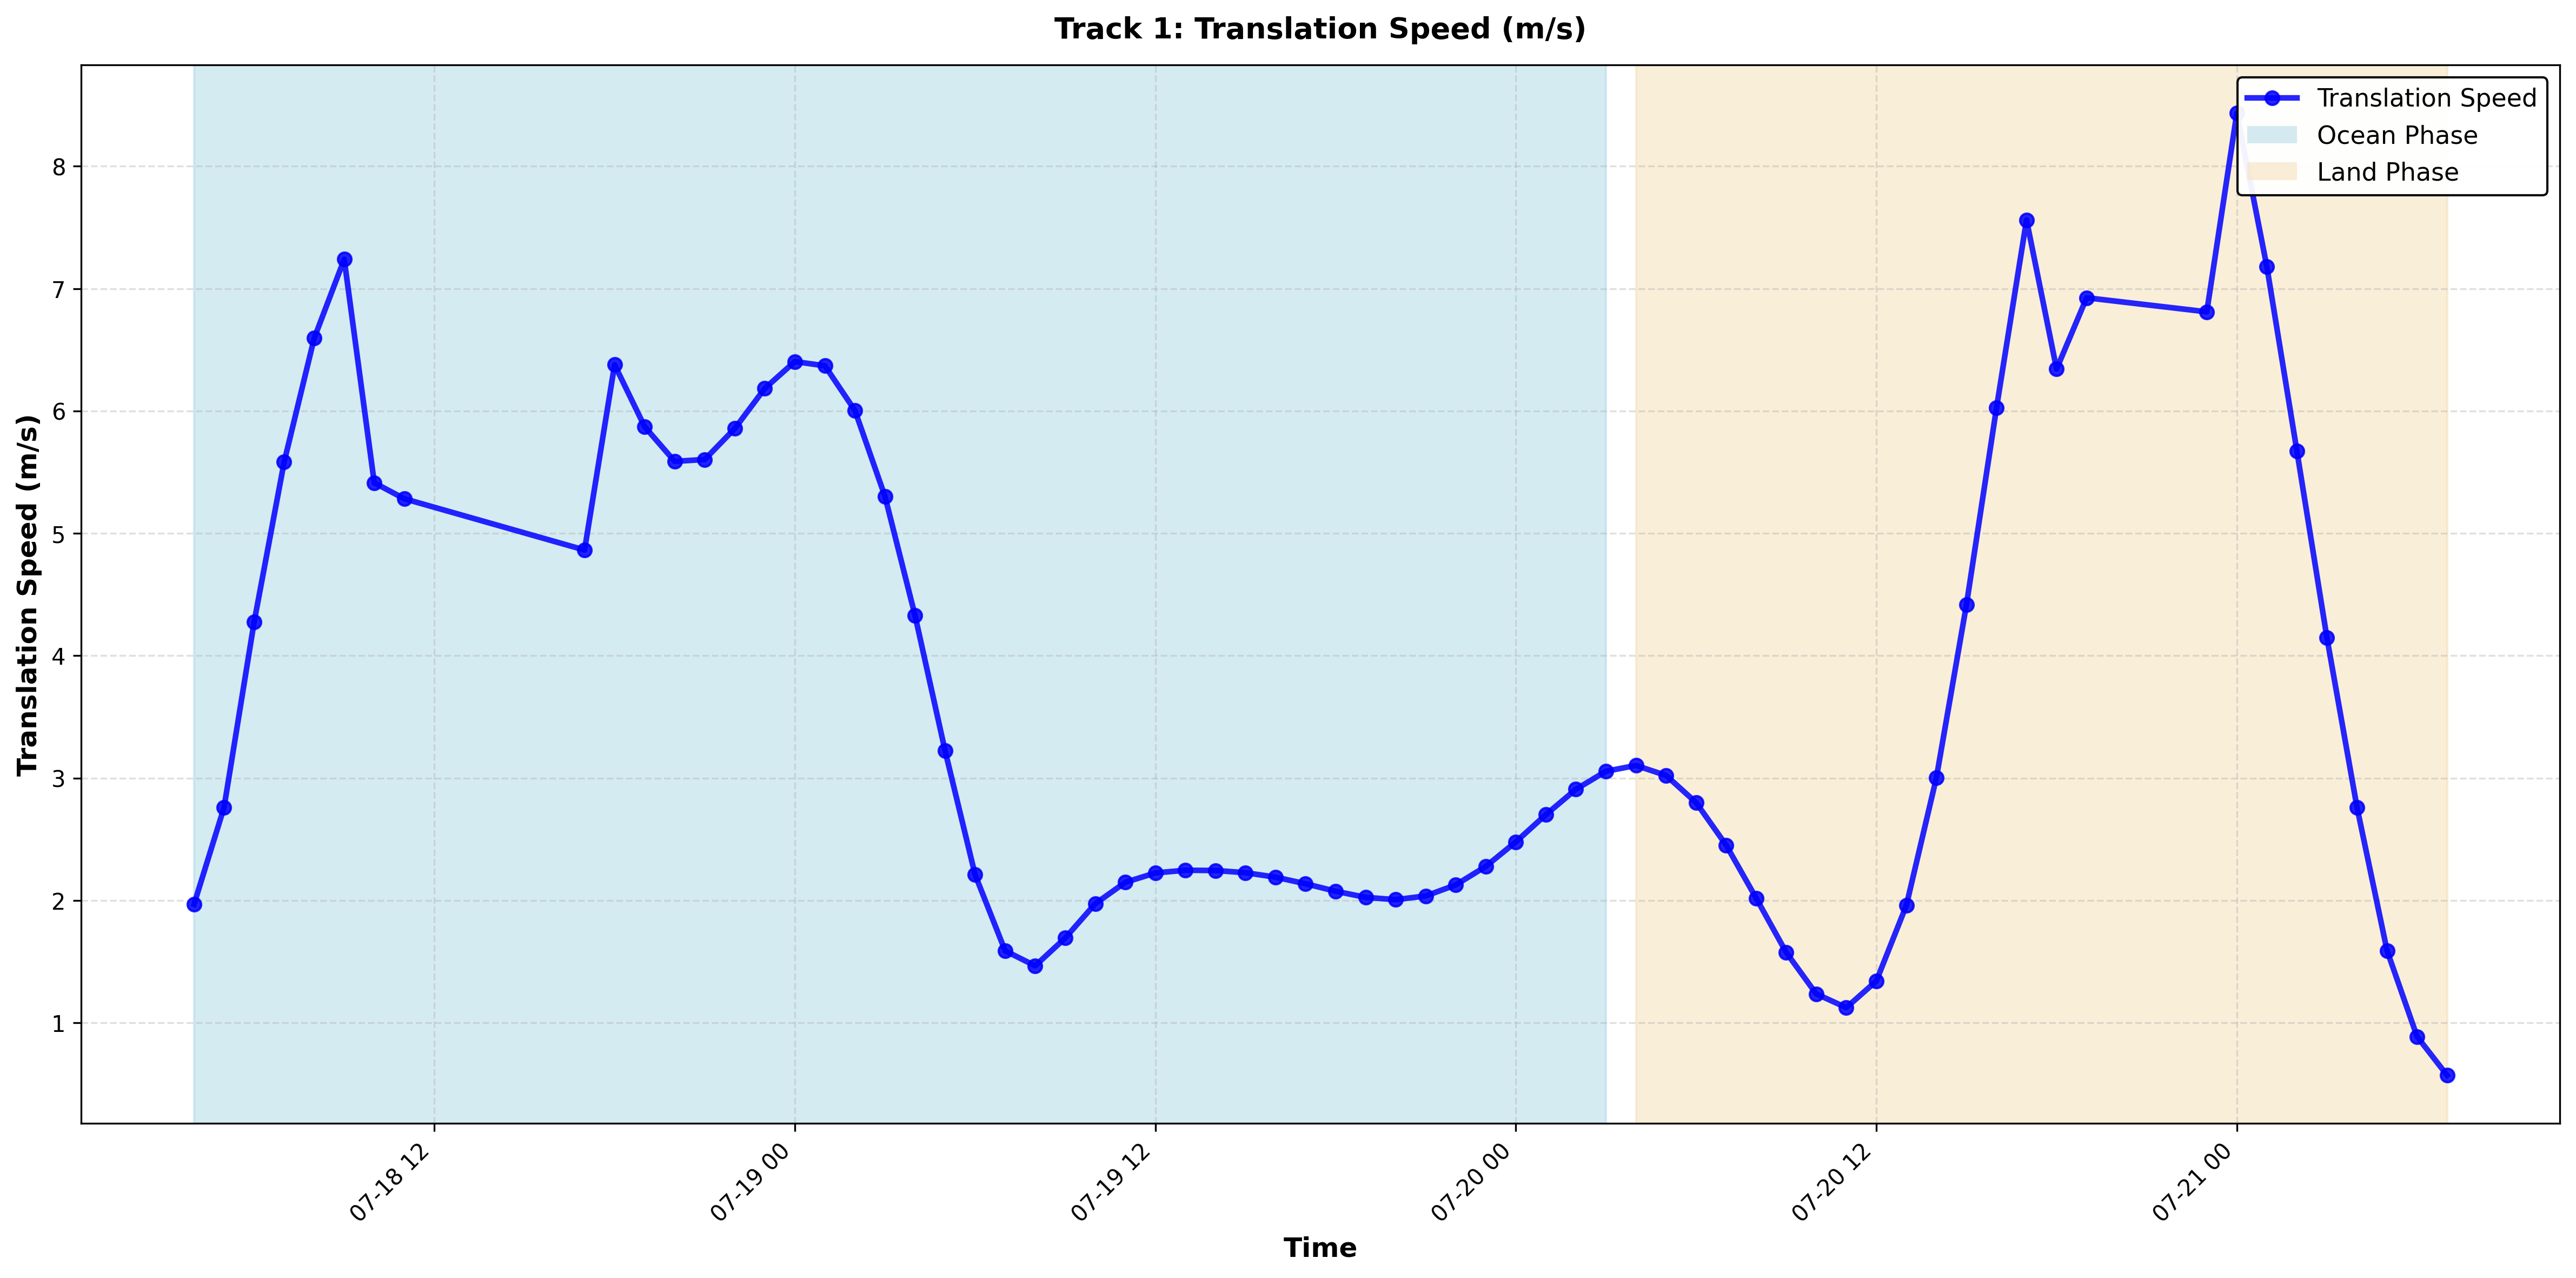 Track 1: Translation Speed (m/s)
Translation Speed (m/s)
8
7
6
5
4
3
2
1
Translation Speed
Ocean Phase
Land Phase
07-18 12
07-19 00
07-19 12
07-20 00
07-20 12
07-21 00
Time